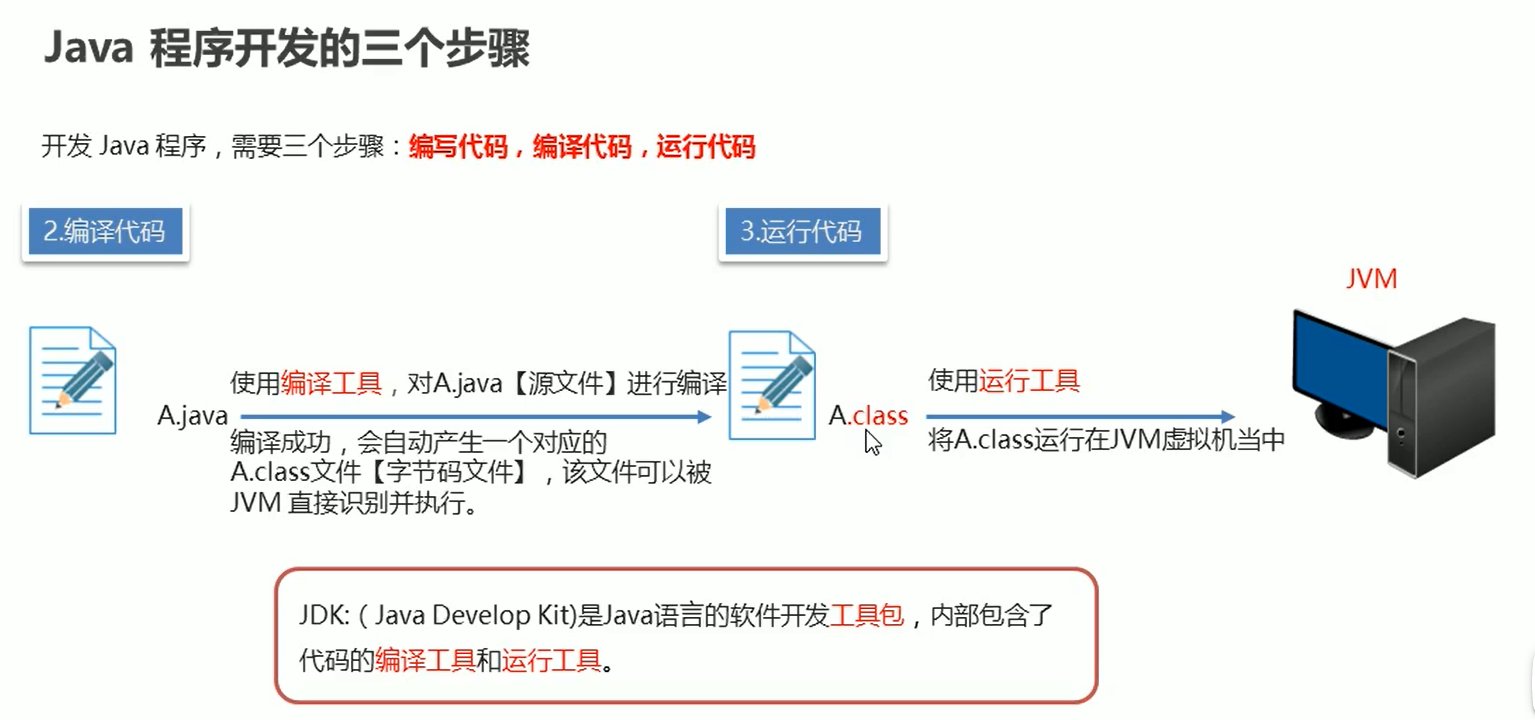 Java 程序开发的三个步骤
开发 Java 程序，需要三个步骤：编写代码，编译代码，运行代码
2.编译代码
3.运行代码
JVM
A.java
使用编译工具，对A.java【源文件】进行编译
编译成功，会自动产生一个对应的
A.class文件【字节码文件】，该文件可以被
JVM 直接识别并执行。
A.class
使用运行工具
将A.class运行在JVM虚拟机当中
JDK:（ Java Develop Kit)是Java语言的软件开发工具包，内部包含了
代码的编译工具和运行工具。